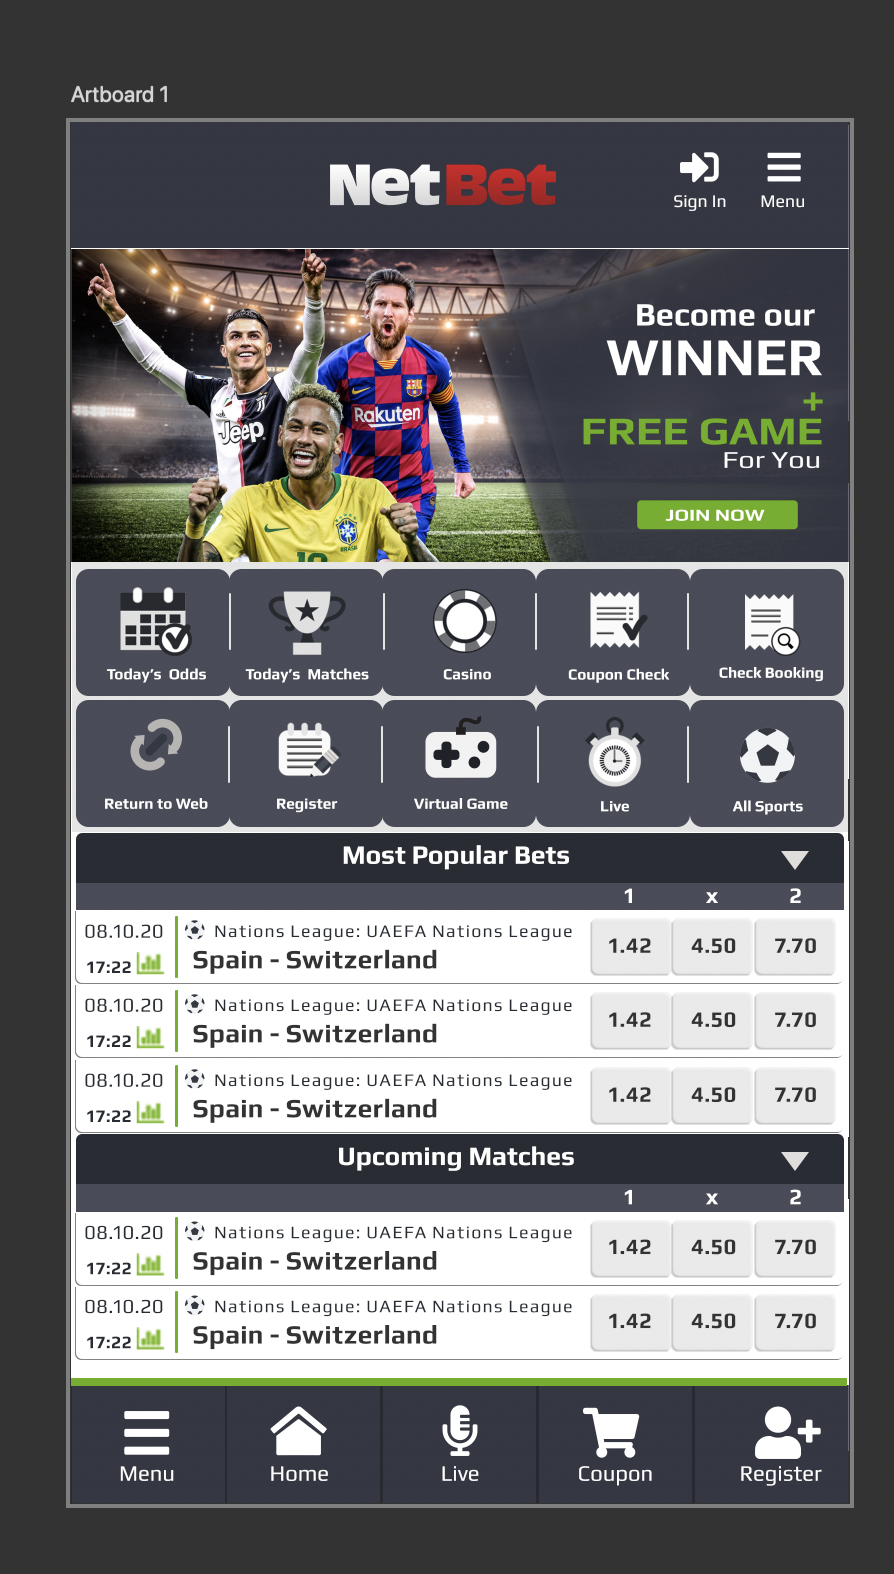 Artboard 1
NetBet
Sign In
Menu
Become our
WINNER
+
FREE GAME
For You
JOIN NOW
Jeep
Rakuten
BRASIL
10
Today's Odds
Today's Matches
Casino
Coupon Check
Check Booking
Return to Web
Register
Virtual Game
Live
All Sports
Most Popular Bets
1 x 2
08.10.20 Nations League: UAEFA Nations League
17:22 Spain - Switzerland 1.42 4.50 7.70
08.10.20 Nations League: UAEFA Nations League
17:22 Spain - Switzerland 1.42 4.50 7.70
08.10.20 Nations League: UAEFA Nations League
17:22 Spain - Switzerland 1.42 4.50 7.70
Upcoming Matches
1 x 2
08.10.20 Nations League: UAEFA Nations League
17:22 Spain - Switzerland 1.42 4.50 7.70
08.10.20 Nations League: UAEFA Nations League
17:22 Spain - Switzerland 1.42 4.50 7.70
Menu
Home
Live
Coupon
Register